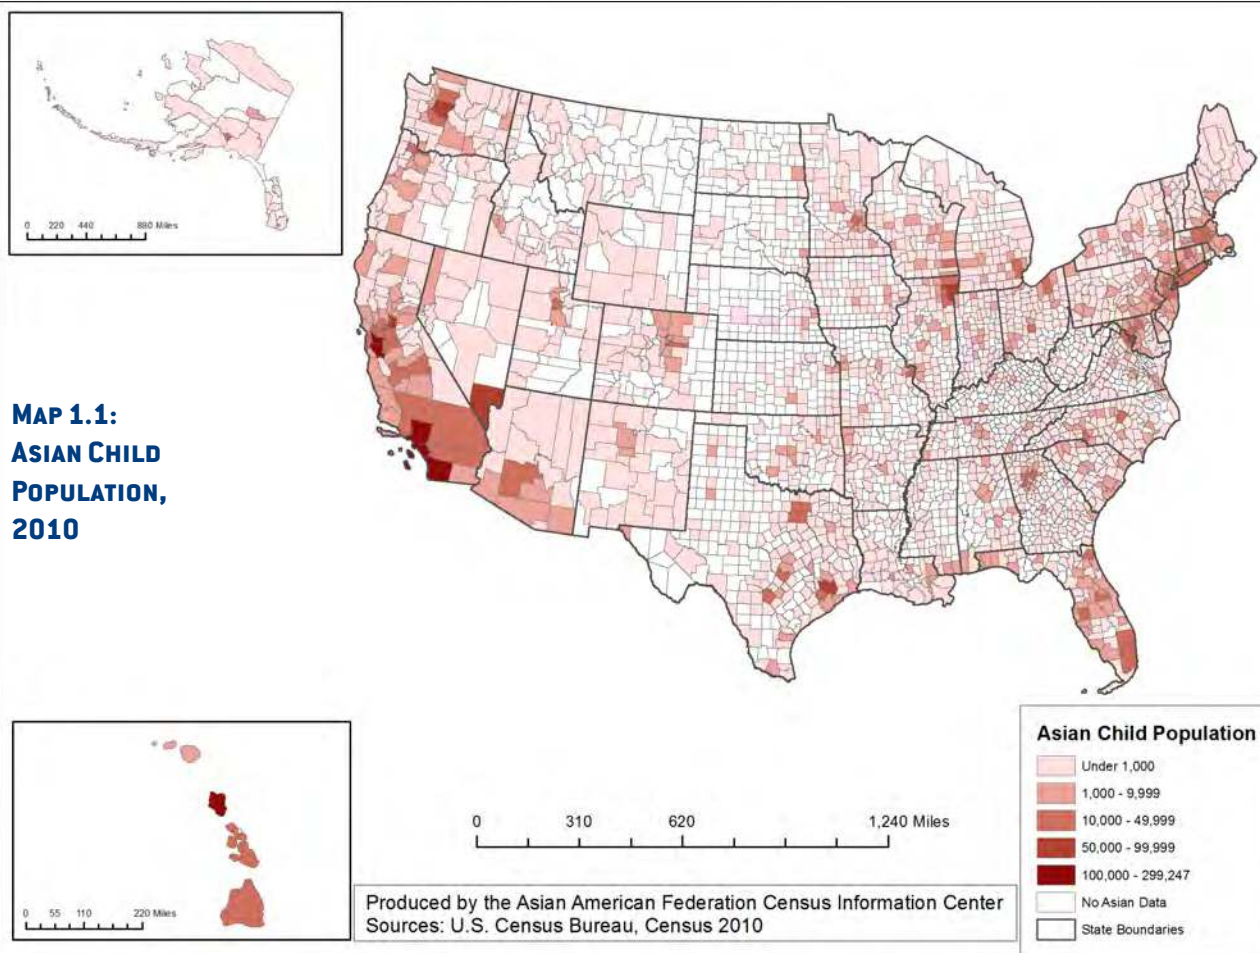 0 220 440 880 Miles
MAP 1.1:
ASIAN CHILD
POPULATION,
2010
0 55 110 220 Miles
0 310 620 1,240 Miles
Produced by the Asian American Federation Census Information Center
Sources: U.S. Census Bureau, Census 2010
Asian Child Population
Under 1,000
1,000 - 9,999
10,000 - 49,999
50,000 - 99,999
100,000 - 299,247
No Asian Data
State Boundaries